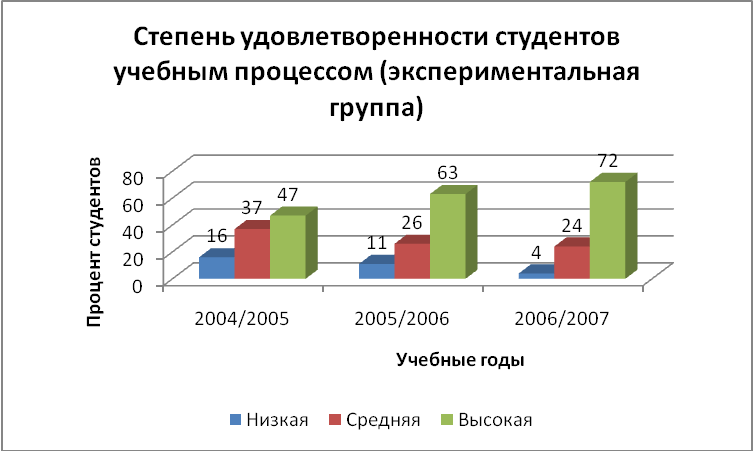 Степень удовлетворенности студентов
учебным процессом (экспериментальная
группа)
Процент студентов
80
60
40
20
0
16
37
47
11
26
63
4
24
72
2004/2005
2005/2006
2006/2007
Учебные годы
Низкая
Средняя
Высокая